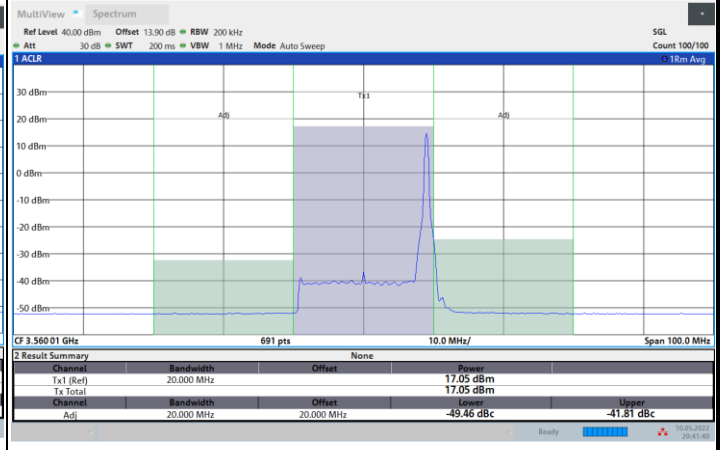 MultiView Spectrum
Ref Level 40.00 dBm Offset 13.90 dB RBW 200 kHz SGL
Att 30 dB SWT 200 ms VBW 1 MHz Mode Auto Sweep Count 100/100
1 ACLR 1Rm Avg
Tx1
Adj Adj
30 dBm
20 dBm
10 dBm
0 dBm
-10 dBm
-20 dBm
-30 dBm
-40 dBm
-50 dBm
CF 3.560 01 GHz 691 pts 10.0 MHz/ Span 100.0 MHz
2 Result Summary None
Channel Bandwidth Offset Power
Tx1 (Ref) 20.000 MHz 17.05 dBm
Tx Total 17.05 dBm
Channel Bandwidth Offset Lower Upper
Adj 20.000 MHz 20.000 MHz -49.46 dBc -41.81 dBc
Ready 10.05.2022
20:41:40